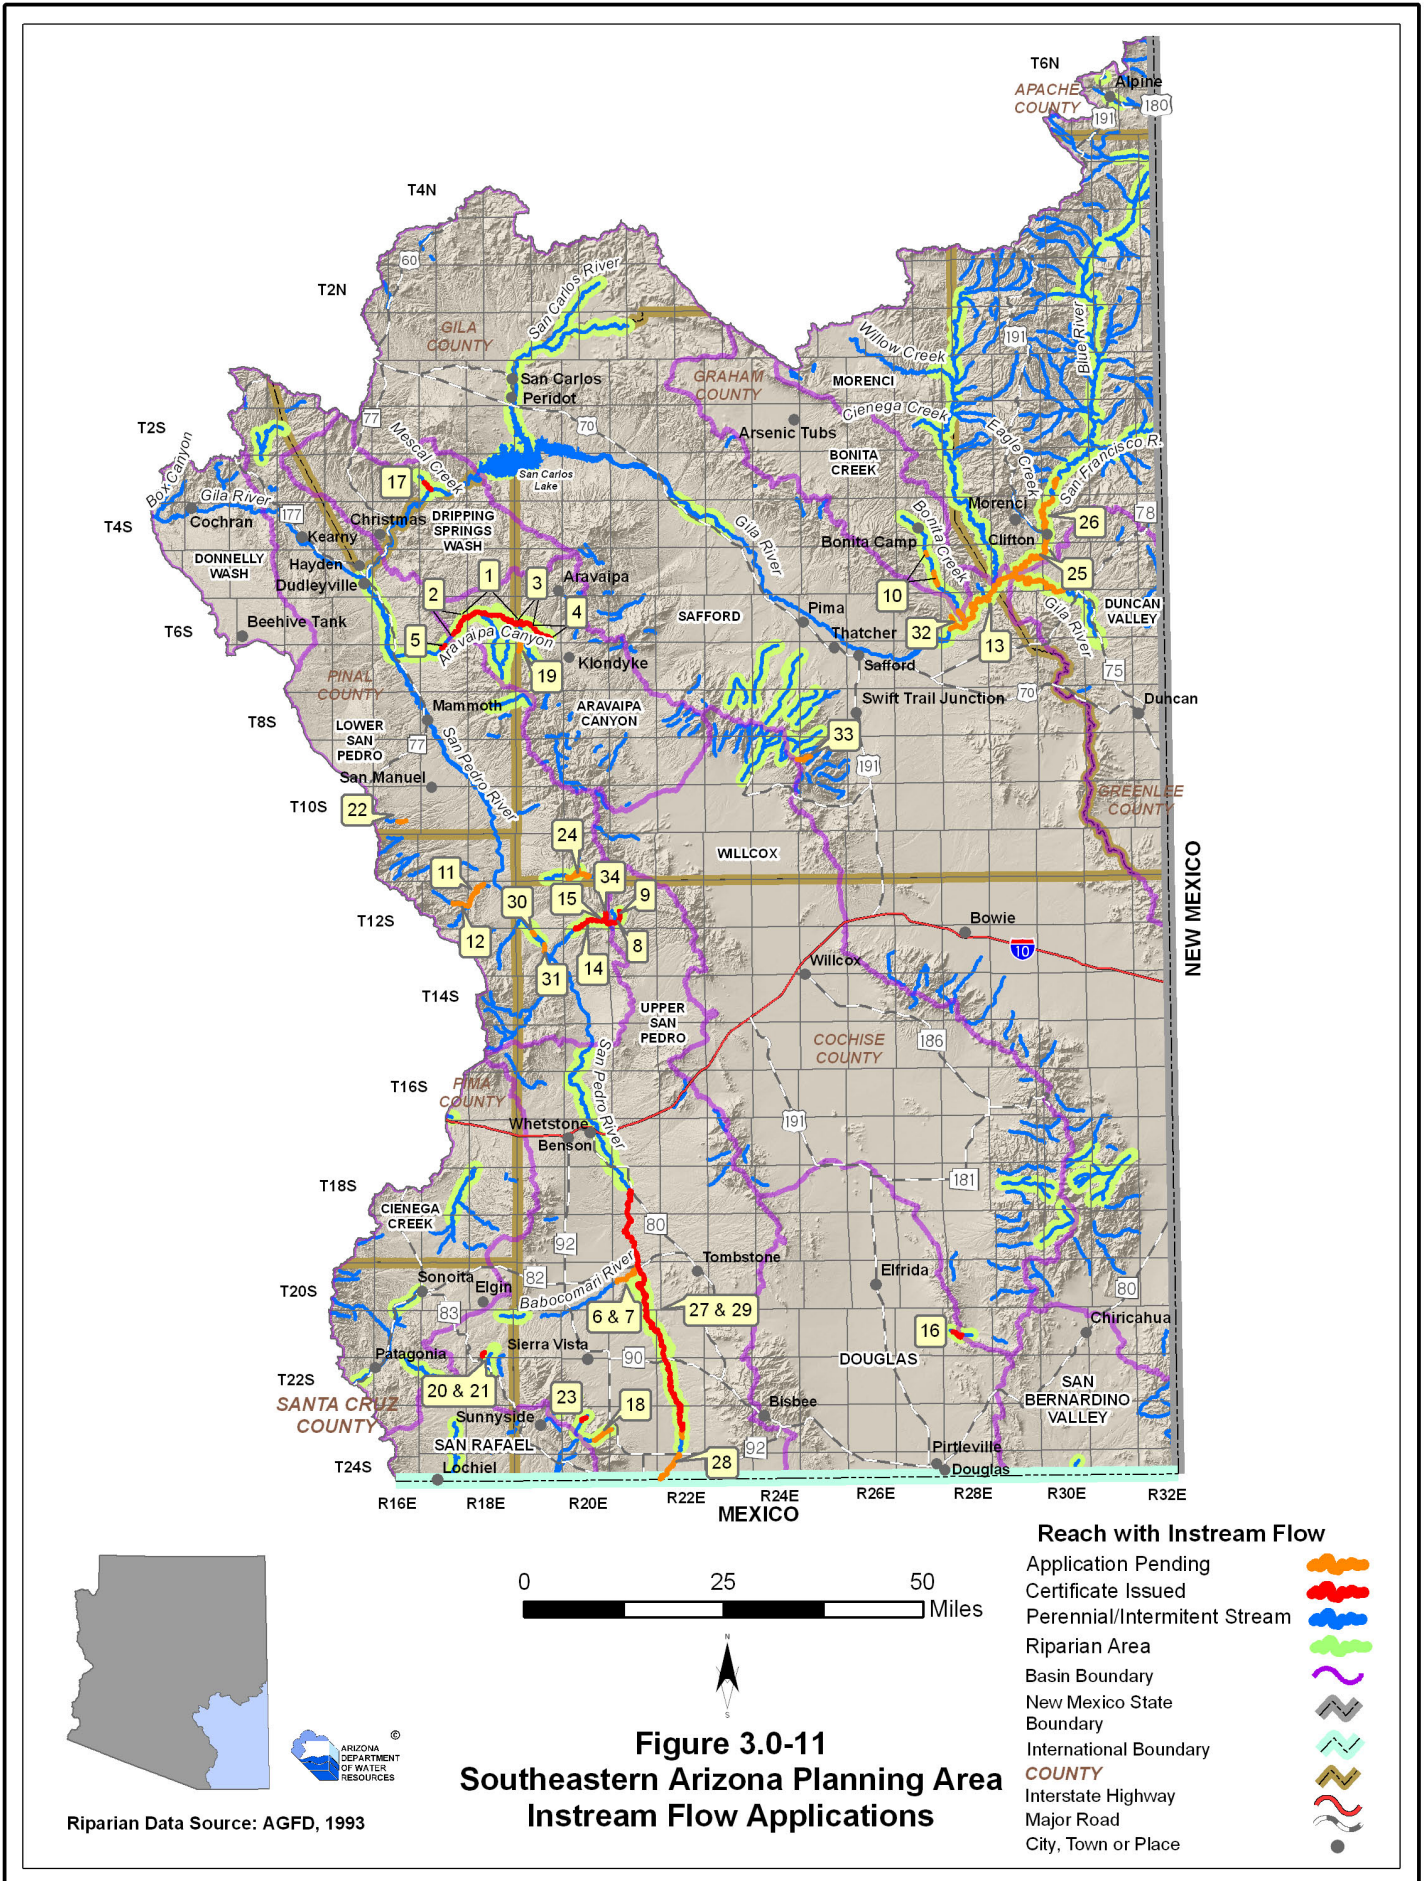 T6N
APACHE
COUNTY
Alpine
191
180
T4N
60
T2N
GILA
COUNTY
San Carlos River
Willow Creek
191
Blue River
San Carlos
Peridot
GRAHAM
COUNTY
MORENCI
Cienega Creek
77
70
Arsenic Tubs
Eagle Creek
San Francisco R.
T2S
Box Canyon
Mescal Creek
BONITA
CREEK
17
San Carlos
Lake
Gila River
Cochran
177
Morenci
26
78
T4S
Christmas
DRIPPING
SPRINGS
WASH
Gila River
Bonita Creek
Kearny
Bonita Camp
Clifton
DONNELLY
WASH
Hayden
Dudleyville
1
3
Aravaipa
25
2
10
4
Pima
SAFFORD
DUNCAN
VALLEY
T6S
Beehive Tank
5
Aravaipa Canyon
Thatcher
32
13
Gila River
19
Klondyke
Safford
75
PINAL
COUNTY
70
Duncan
Mammoth
ARAVAIPA
CANYON
Swift Trail Junction
T8S
LOWER
SAN
PEDRO
77
San Pedro River
33
191
San Manuel
T10S
22
GREENLEE
COUNTY
24
WILLCOX
11
34
15
9
30
T12S
12
8
Bowie
31
14
10
Willcox
T14S
UPPER
SAN
PEDRO
COCHISE
COUNTY
186
San Pedro River
T16S
PIMA
COUNTY
Whetstone
Benson
191
T18S
181
CIENEGA
CREEK
80
92
Tombstone
Babocomari River
T20S
Sonoita
82
Elgin
Elfrida
80
83
6 & 7
27 & 29
16
Chiricahua
Patagonia
Sierra Vista
90
DOUGLAS
T22S
20 & 21
SAN
BERNARDINO
VALLEY
SANTA CRUZ
COUNTY
23
18
Bisbee
Sunnyside
SAN RAFAEL
92
Pirtleville
T24S
Lochiel
28
Douglas
R16E
R18E
R20E
R22E
R24E
R26E
R28E
R30E
R32E
MEXICO
NEW MEXICO
Reach with Instream Flow
Application Pending
Certificate Issued
Perennial/Intermitent Stream
Riparian Area
Basin Boundary
New Mexico State
Boundary
International Boundary
COUNTY
Interstate Highway
Major Road
City, Town or Place
0
25
50
Miles
N
S
©
ARIZONA
DEPARTMENT
OF WATER
RESOURCES
Figure 3.0-11
Southeastern Arizona Planning Area
Instream Flow Applications
Riparian Data Source: AGFD, 1993